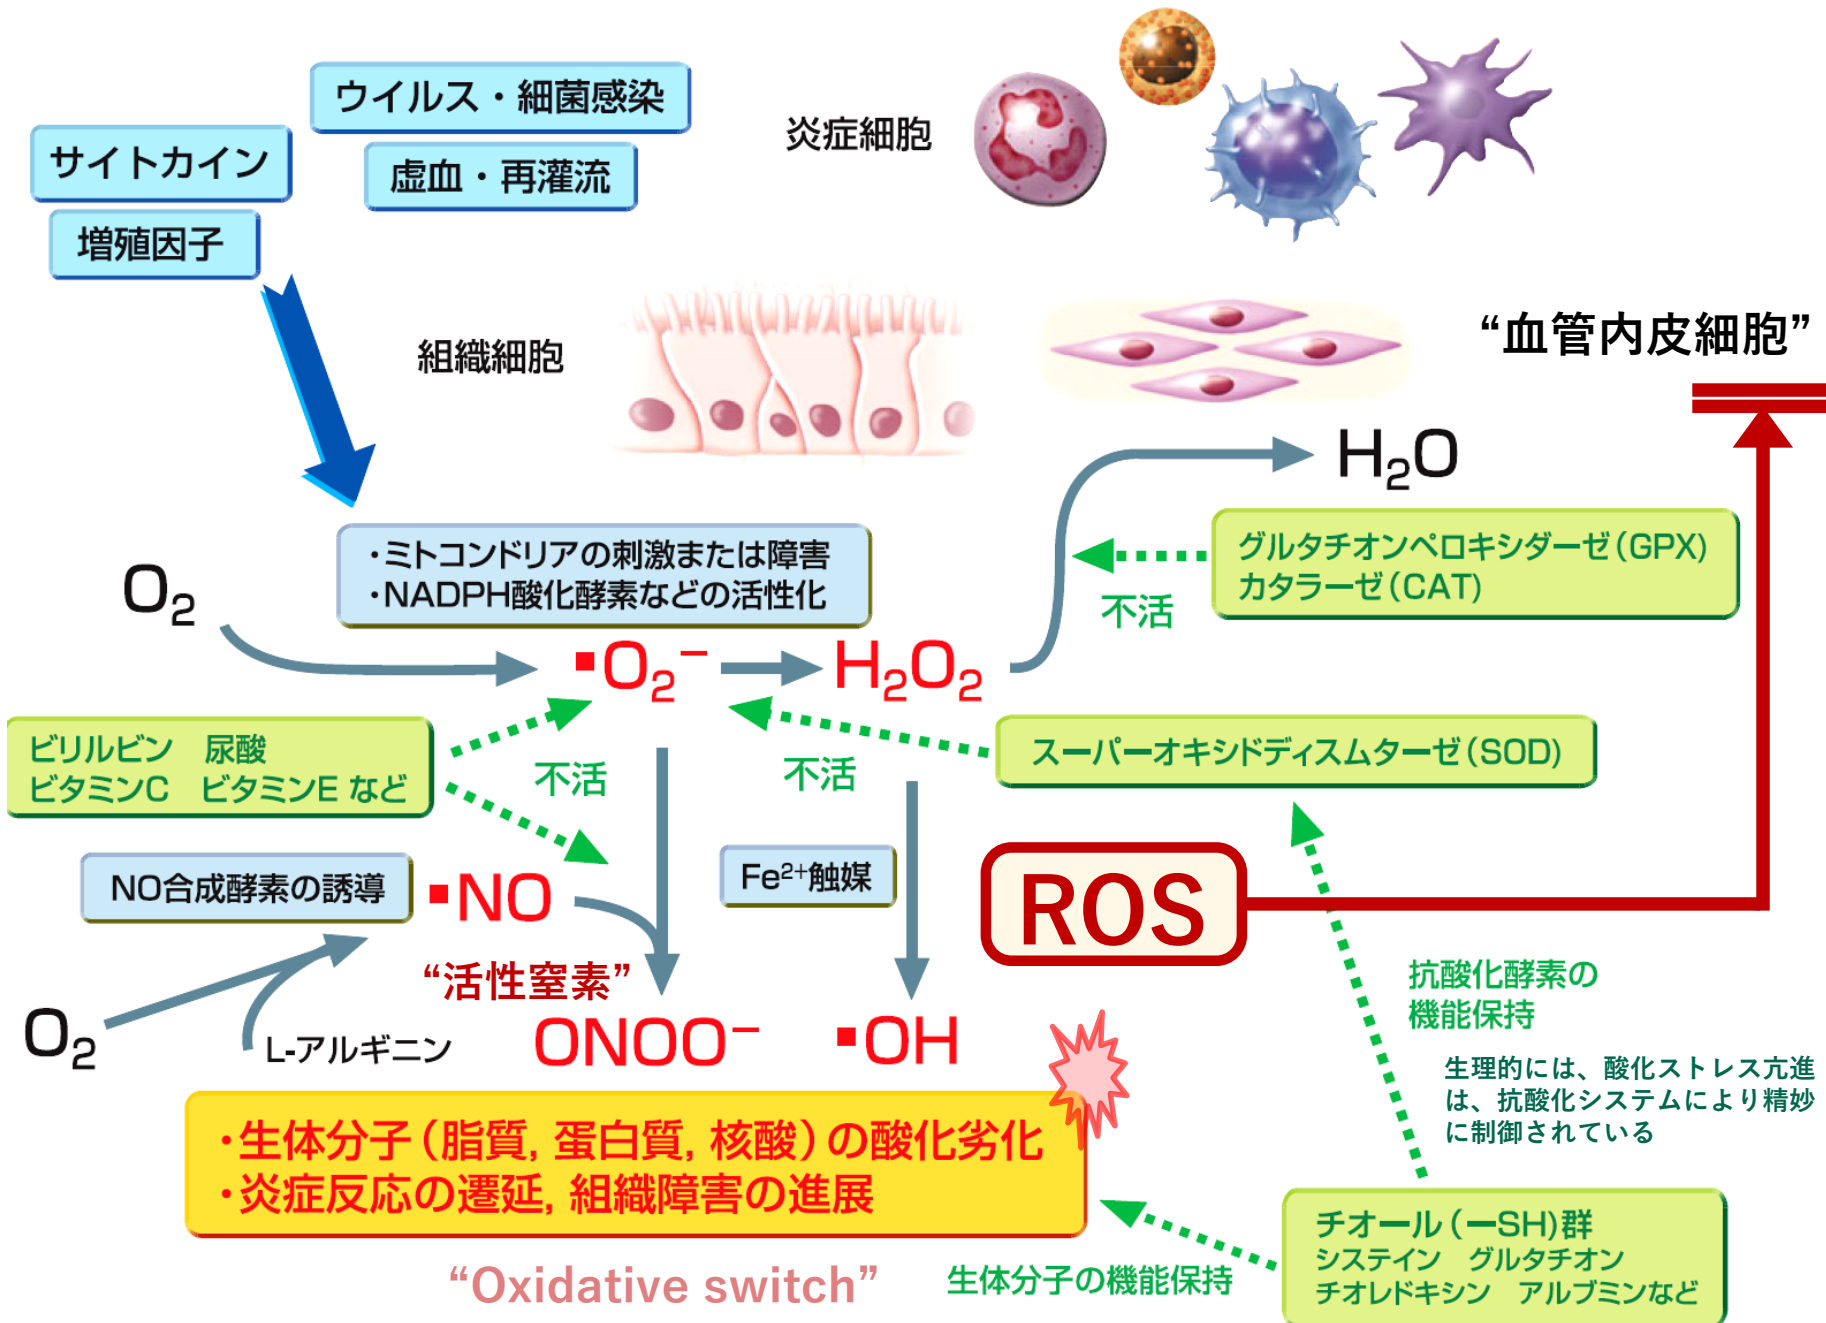 ウイルス・細菌感染
サイトカイン
虚血・再灌流
増殖因子
炎症細胞
組織細胞
“血管内皮細胞”
H₂O
・ミトコンドリアの刺激または障害
・NADPH酸化酵素などの活性化
グルタチオンペロキシダーゼ(GPX)
カタラーゼ(CAT)
不活
O₂
・O₂⁻
H₂O₂
ビリルビン 尿酸
ビタミンC ビタミンE など
不活
不活
スーパーオキシドディスムターゼ(SOD)
NO合成酵素の誘導
・NO
Fe²⁺触媒
ROS
“活性窒素”
抗酸化酵素の
機能保持
O₂
L-アルギニン
ONOO⁻
・OH
生理的には、酸化ストレス亢進
は、抗酸化システムにより精妙
に制御されている
・生体分子(脂質, 蛋白質, 核酸)の酸化劣化
・炎症反応の遷延, 組織障害の進展
“Oxidative switch”
生体分子の機能保持
チオール(ーSH)群
システイン グルタチオン
チオレドキシン アルブミンなど